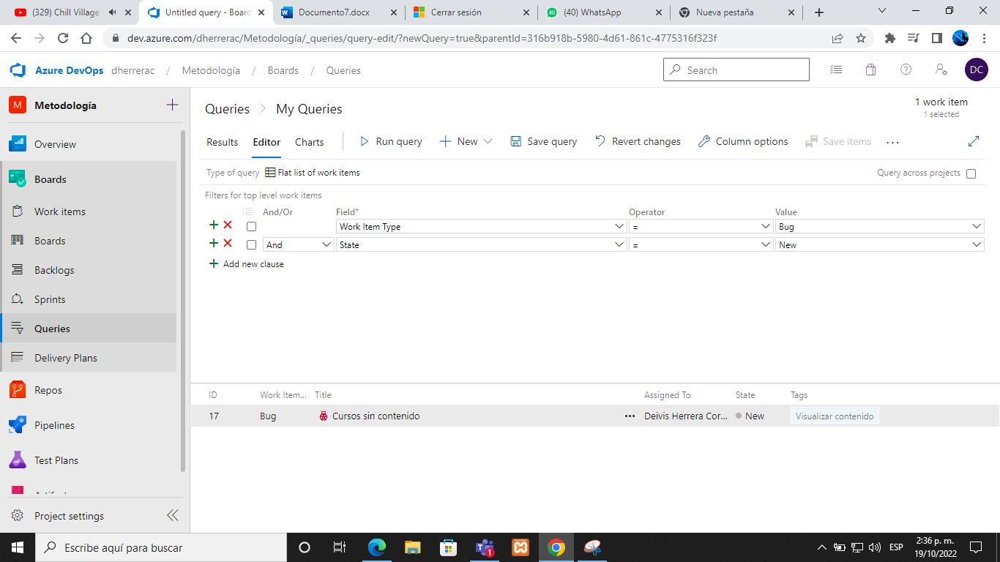 (329) Chill Village
Untitled query - Board
Documento7.docx
Cerrar sesión
(40) WhatsApp
Nueva pestaña
dev.azure.com/dherrerac/Metodología/_queries/query-edit/?newQuery=true&parentId=316b918b-5980-4d61-861c-4775316f323f
Azure DevOps dherrerac / Metodología / Boards / Queries
Search
DC
M Metodología
Overview
Boards
Work items
Boards
Backlogs
Sprints
Queries
Delivery Plans
Repos
Pipelines
Test Plans
Project settings
Queries > My Queries
1 work item
1 selected
Results Editor Charts Run query New Save query Revert changes Column options Save items ...
Type of query Flat list of work items Query across projects
Filters for top level work items
And/Or Field* Operator Value
Work Item Type = Bug
And State = New
Add new clause
ID Work Item... Title Assigned To State Tags
17 Bug Cursos sin contenido ... Deivis Herrera Cor... New Visualizar contenido
Escribe aquí para buscar
1
ESP
2:36 p. m.
19/10/2022